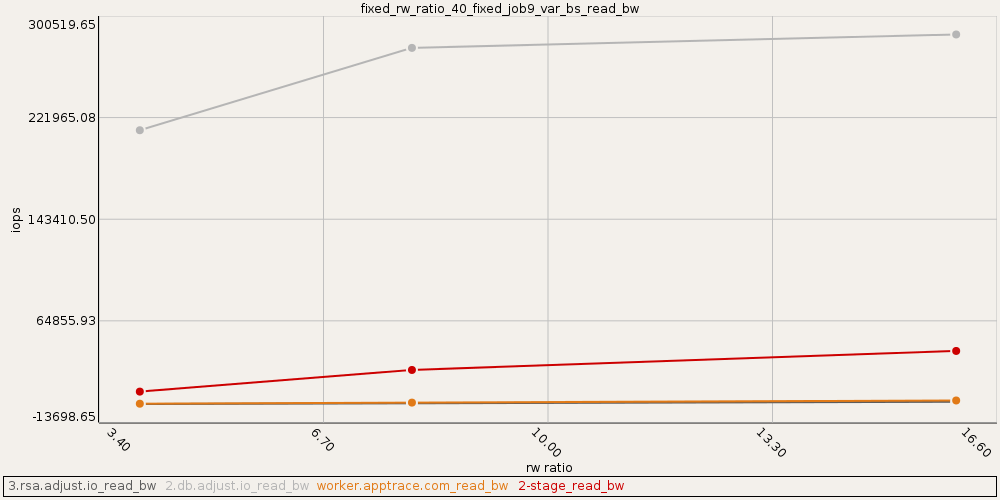 fixed_rw_ratio_40_fixed_job9_var_bs_read_bw
300519.65
221965.08
143410.50
64855.93
-13698.65
iops
3.40 6.70 10.00 13.30 16.60
rw ratio
3.rsa.adjust.io_read_bw 2.db.adjust.io_read_bw worker.apptrace.com_read_bw 2-stage_read_bw